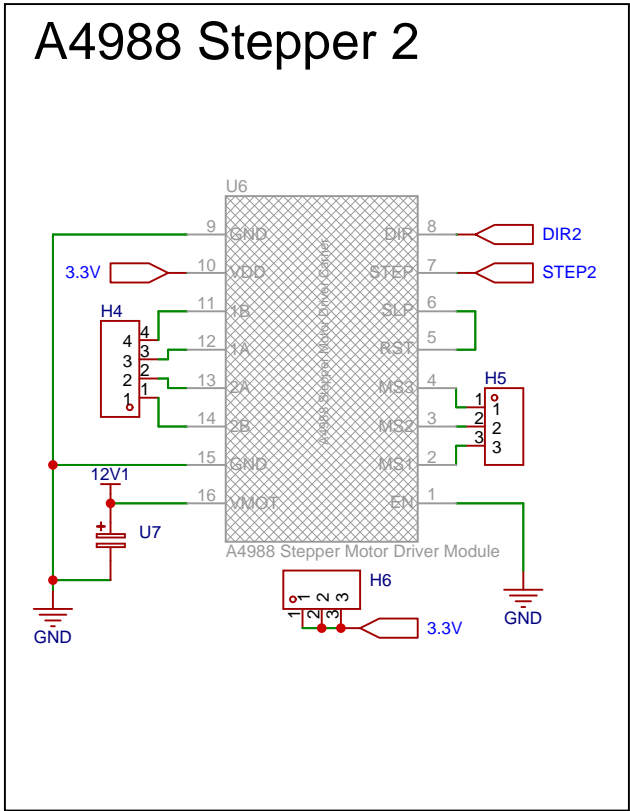 A4988 Stepper 2
U6
9 GND DIR 8 DIR2
3.3V 10 VDD STEP 7 STEP2
11 1B SLP 6
H4
4 4
12 1A RST 5
3 3
13 2A MS3 4
2 2
H5
1 1
1 1
14 2B MS2 3
2 2
15 GND MS1 2
3 3
12V1
16 VMOT EN 1
U7
+
A4988 Stepper Motor Driver Carrier
A4988 Stepper Motor Driver Module
H6
1 2 3
1 2 3
3.3V
GND
GND